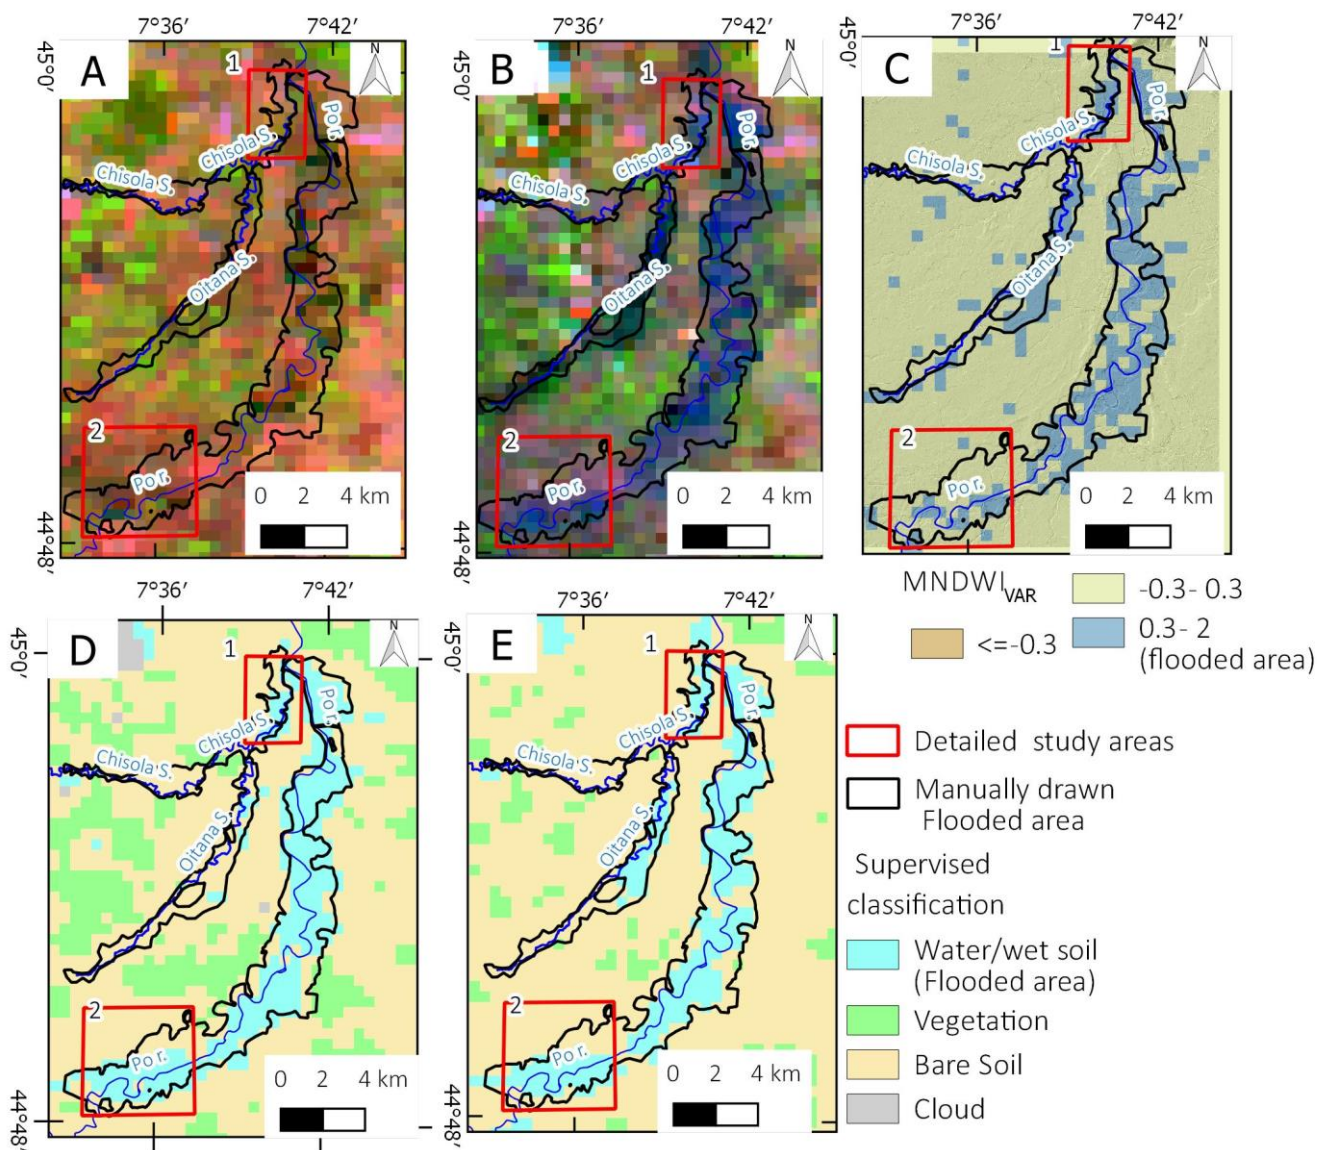 7°36′ 7°42′
45°0′
A
N
1
Po r.
Chisola S.
Chisola S.
Oitana S.
2
Po r.
0 2 4 km
44°48′
7°36′ 7°42′
45°0′
B
N
1
Po r.
Chisola S.
Chisola S.
Oitana S.
2
Po r.
0 2 4 km
44°48′
7°36′ 7°42′
45°0′
C
N
1
Po r.
Chisola S.
Chisola S.
Oitana S.
2
Po r.
0 2 4 km
44°48′
MNDWI VAR
-0.3- 0.3
<=-0.3
0.3- 2
(flooded area)
7°36′ 7°42′
45°0′
D
N
1
Po r.
Chisola S.
Chisola S.
Oitana S.
2
Po r.
0 2 4 km
44°48′
7°36′ 7°42′
45°0′
E
N
1
Po r.
Chisola S.
Chisola S.
Oitana S.
2
Po r.
0 2 4 km
44°48′
Detailed study areas
Manually drawn
Flooded area
Supervised
classification
Water/wet soil
(Flooded area)
Vegetation
Bare Soil
Cloud